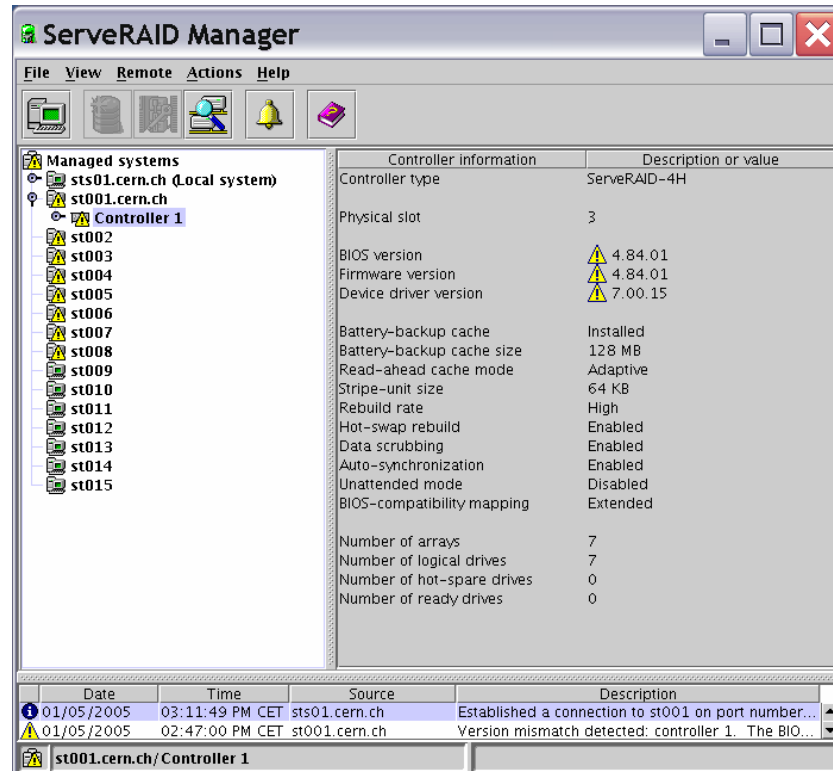 ServeRAID Manager
File View Remote Actions Help
Managed systems
sts01.cern.ch (Local system)
st001.cern.ch
Controller 1
st002
st003
st004
st005
st006
st007
st008
st009
st010
st011
st012
st013
st014
st015
Controller information Description or value
Controller type ServeRAID-4H
Physical slot 3
BIOS version 4.84.01
Firmware version 4.84.01
Device driver version 7.00.15
Battery-backup cache Installed
Battery-backup cache size 128 MB
Read-ahead cache mode Adaptive
Stripe-unit size 64 KB
Rebuild rate High
Hot-swap rebuild Enabled
Data scrubbing Enabled
Auto-synchronization Enabled
Unattended mode Disabled
BIOS-compatibility mapping Extended
Number of arrays 7
Number of logical drives 7
Number of hot-spare drives 0
Number of ready drives 0
Date Time Source Description
01/05/2005 03:11:49 PM CET sts01.cern.ch Established a connection to st001 on port number...
01/05/2005 02:47:00 PM CET st001.cern.ch Version mismatch detected: controller 1. The BIO...
st001.cern.ch/Controller 1